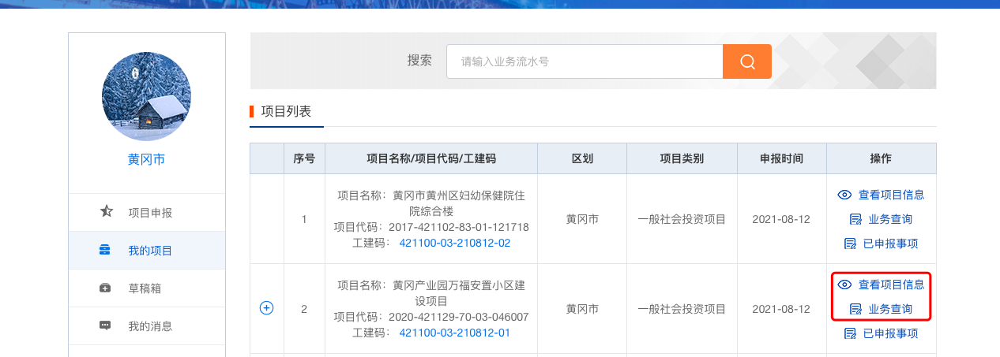 搜索
请输入业务流水号
项目列表
黄冈市
项目申报
我的项目
草稿箱
我的消息
序号
项目名称/项目代码/工建码
区划
项目类别
申报时间
操作
1
项目名称：黄冈市黄州区妇幼保健院住
院综合楼
项目代码：2017-421102-83-01-121718
工建码： 421100-03-210812-02
黄冈市
一般社会投资项目
2021-08-12
查看项目信息
业务查询
已申报事项
2
项目名称：黄冈产业园万福安置小区建
设项目
项目代码：2020-421129-70-03-046007
工建码： 421100-03-210812-01
黄冈市
一般社会投资项目
2021-08-12
查看项目信息
业务查询
已申报事项